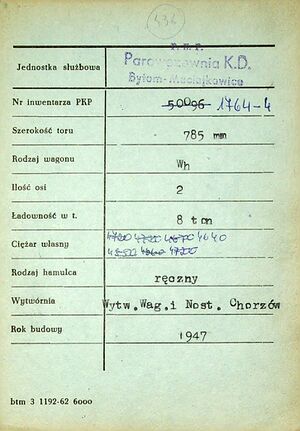 436
P.K.P.
Jednostka służbowa Parowozownia K.D.
Bytom-Maciejkowice
Nr inwentarza PKP 50096 1764-4
Szerokość toru 785 mm
Rodzaj wagonu Wh
Ilość osi 2
Ładowność w t. 8 ton
Ciężar własny 4640
Rodzaj hamulca ręczny
Wytwórnia Wytw.Wag.i Nost. Chorzów
Rok budowy 1947
btm 3 1192-62 6000